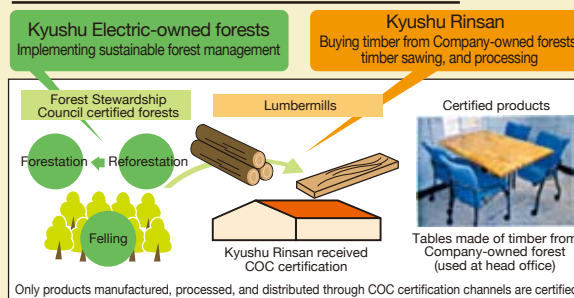 Kyushu Electric-owned forests
Implementing sustainable forest management
Kyushu Rinsan
Buying timber from Company-owned forests,
timber sawing, and processing
Forest Stewardship
Council certified forests
Lumbermills
Certified products
Forestation
Reforestation
Felling
Kyushu Rinsan received
COC certification
Tables made of timber from
Company-owned forest
(used at head office)
Only products manufactured, processed, and distributed through COC certification channels are certified